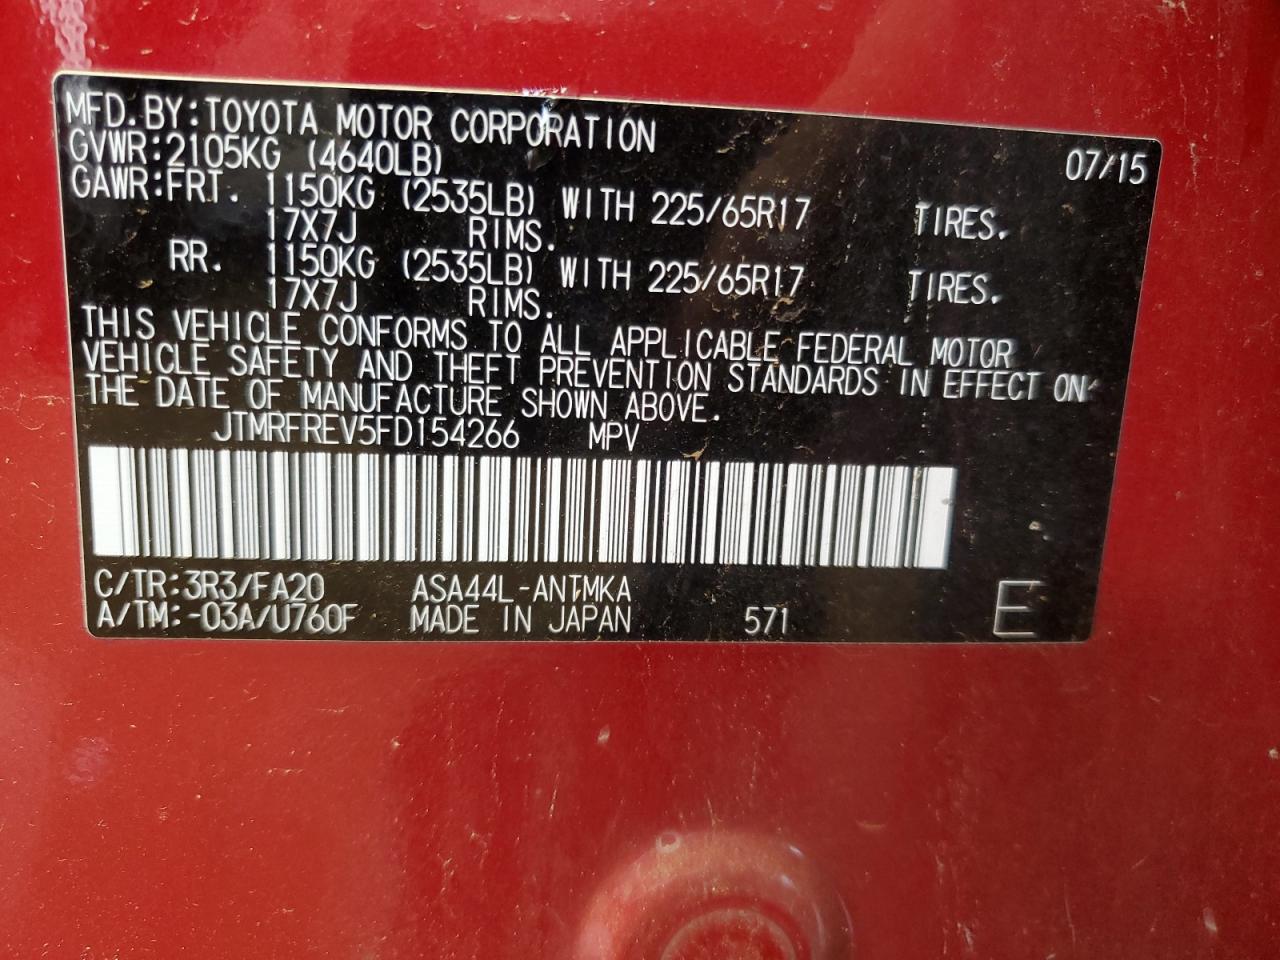 MFD.BY:TOYOTA MOTOR CORPORATION 07/15
GVWR:2105KG (4640LB)
GAWR:FRT. 1150KG (2535LB) WITH 225/65R17 TIRES.
17X7J RIMS.
RR. 1150KG (2535LB) WITH 225/65R17 TIRES.
17X7J RIMS.
THIS VEHICLE CONFORMS TO ALL APPLICABLE FEDERAL MOTOR
VEHICLE SAFETY AND THEFT PREVENTION STANDARDS IN EFFECT ON
THE DATE OF MANUFACTURE SHOWN ABOVE.
JTMRFREV5FD154266 MPV
C/TR:3R3/FA20 ASA44L-ANTMKA
A/TM:-03A/U760F MADE IN JAPAN 571 E